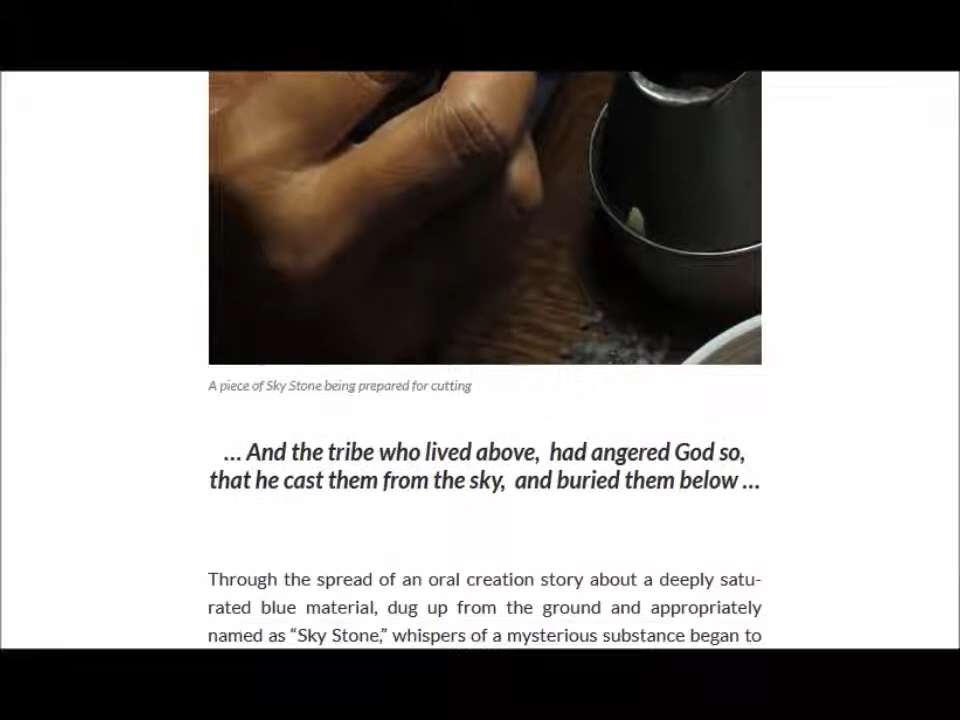 A piece of Sky Stone being prepared for cutting
... And the tribe who lived above, had angered God so,
that he cast them from the sky, and buried them below ...
Through the spread of an oral creation story about a deeply satu-
rated blue material, dug up from the ground and appropriately
named as “Sky Stone,” whispers of a mysterious substance began to